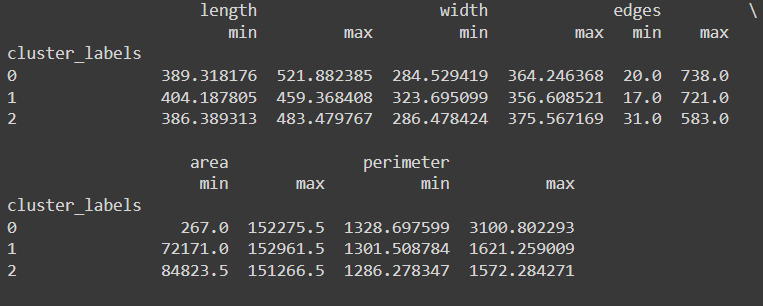 length width edges \
min max min max min max
cluster_labels
0 389.318176 521.882385 284.529419 364.246368 20.0 738.0
1 404.187805 459.368408 323.695099 356.608521 17.0 721.0
2 386.389313 483.479767 286.478424 375.567169 31.0 583.0
area perimeter
min max min max
cluster_labels
0 267.0 152275.5 1328.697599 3100.802293
1 72171.0 152961.5 1301.508784 1621.259009
2 84823.5 151266.5 1286.278347 1572.284271